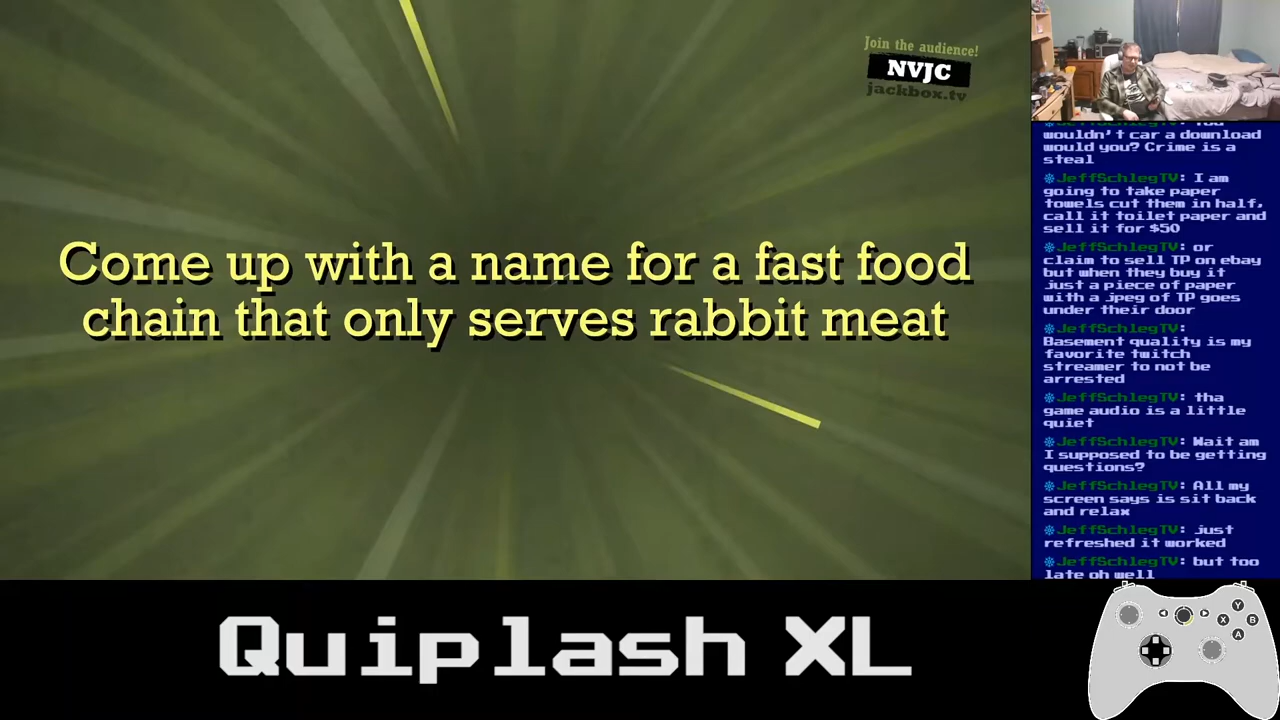 Join the audience!
NVJC
jackbox.tv
Come up with a name for a fast food
chain that only serves rabbit meat
wouldn't car a download
would you? Crime is a
steal
JeffSchlegTV: I am
going to take paper
towels cut them in half,
call it toilet paper and
sell it for $50
JeffSchlegTV: or
claim to sell TP on ebay
but when they buy it
just a piece of paper
with a jpeg of TP goes
under their door
JeffSchlegTV:
Basement quality is my
favorite twitch
streamer to not be
arrested
JeffSchlegTV: tha
game audio is a little
quiet
JeffSchlegTV: Wait am
I supposed to be getting
questions?
JeffSchlegTV: All my
screen says is sit back
and relax
JeffSchlegTV: just
refreshed it worked
JeffSchlegTV: but too
late oh well
Quiplash XL
Y
X
B
A